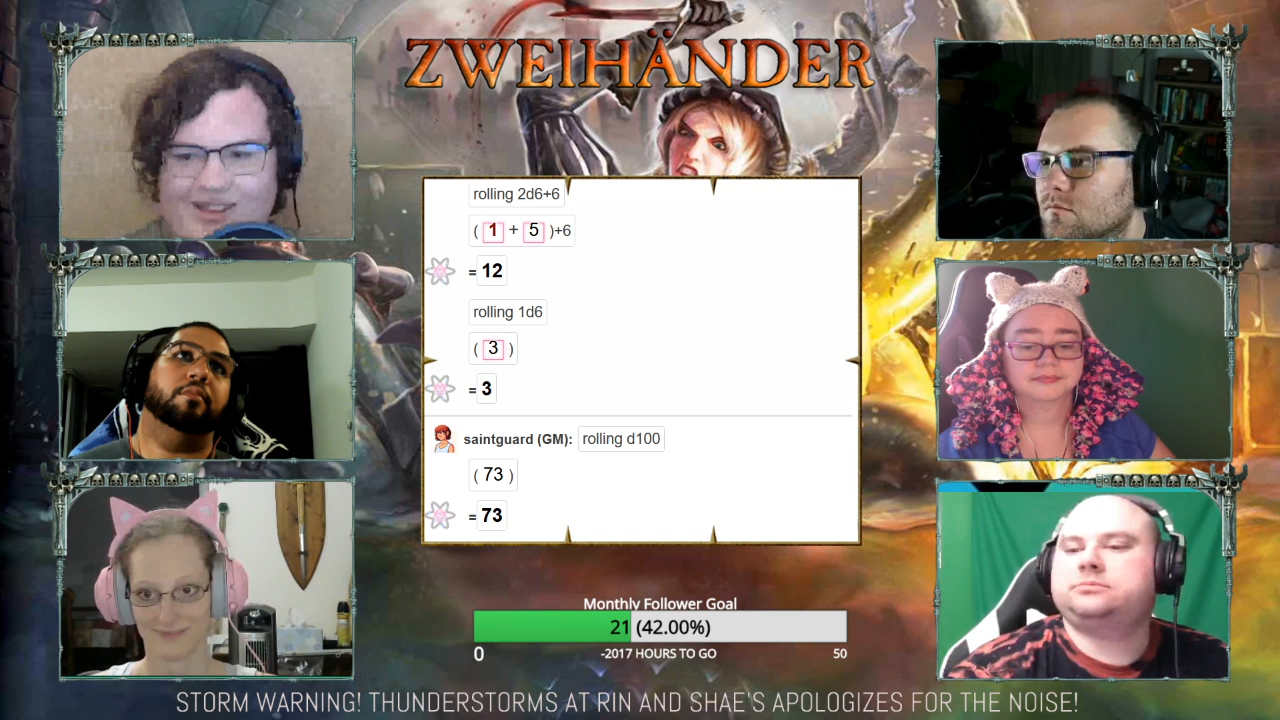 ZWEIHÄNDER
rolling 2d6+6
( 1 + 5 )+6
= 12
rolling 1d6
( 3 )
= 3
saintguard (GM): rolling d100
( 73 )
= 73
Monthly Follower Goal
21 (42.00%)
0 -2017 HOURS TO GO 50
STORM WARNING! THUNDERSTORMS AT RIN AND SHAE'S APOLOGIZES FOR THE NOISE!